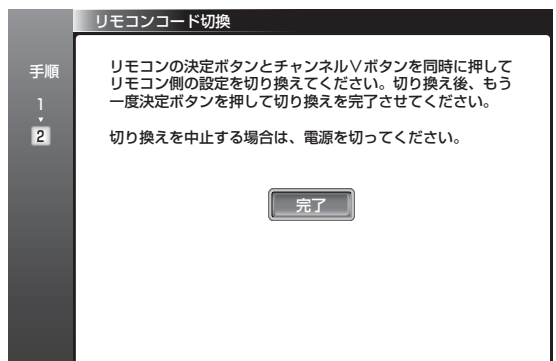 リモコンコード切換
手順
1
2
リモコンの決定ボタンとチャンネル∨ボタンを同時に押して
リモコン側の設定を切り換えてください。切り換え後、もう
一度決定ボタンを押して切り換えを完了させてください。
切り換えを中止する場合は、電源を切ってください。
完了